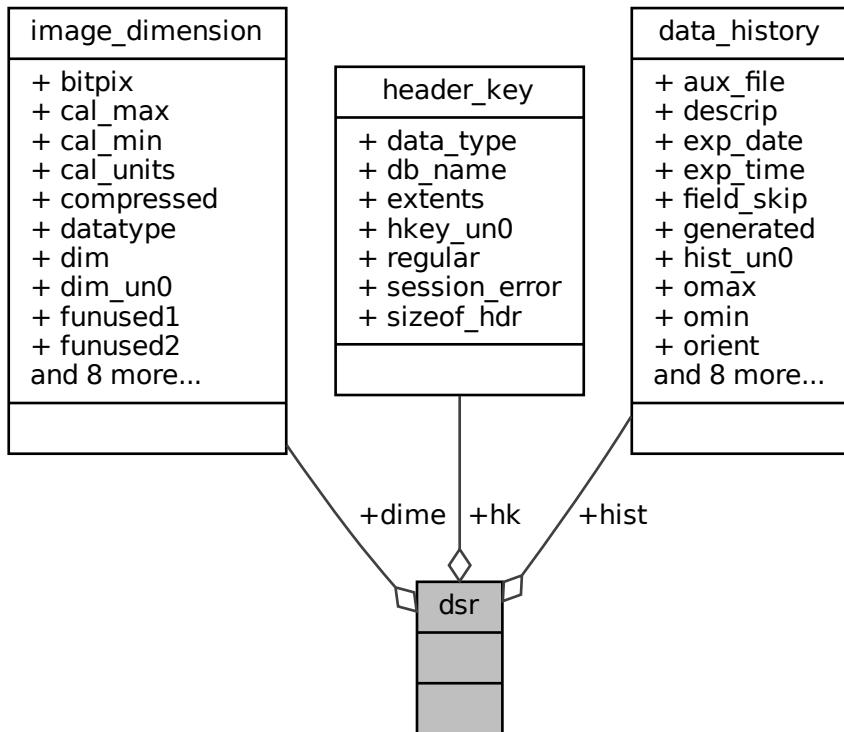 image_dimension
+ bitpix
+ cal_max
+ cal_min
+ cal_units
+ compressed
+ datatype
+ dim
+ dim_un0
+ funused1
+ funused2
and 8 more...
header_key
+ data_type
+ db_name
+ extents
+ hkey_un0
+ regular
+ session_error
+ sizeof_hdr
data_history
+ aux_file
+ descrip
+ exp_date
+ exp_time
+ field_skip
+ generated
+ hist_un0
+ omax
+ omin
+ orient
and 8 more...
+dime
+hk
+hist
dsr